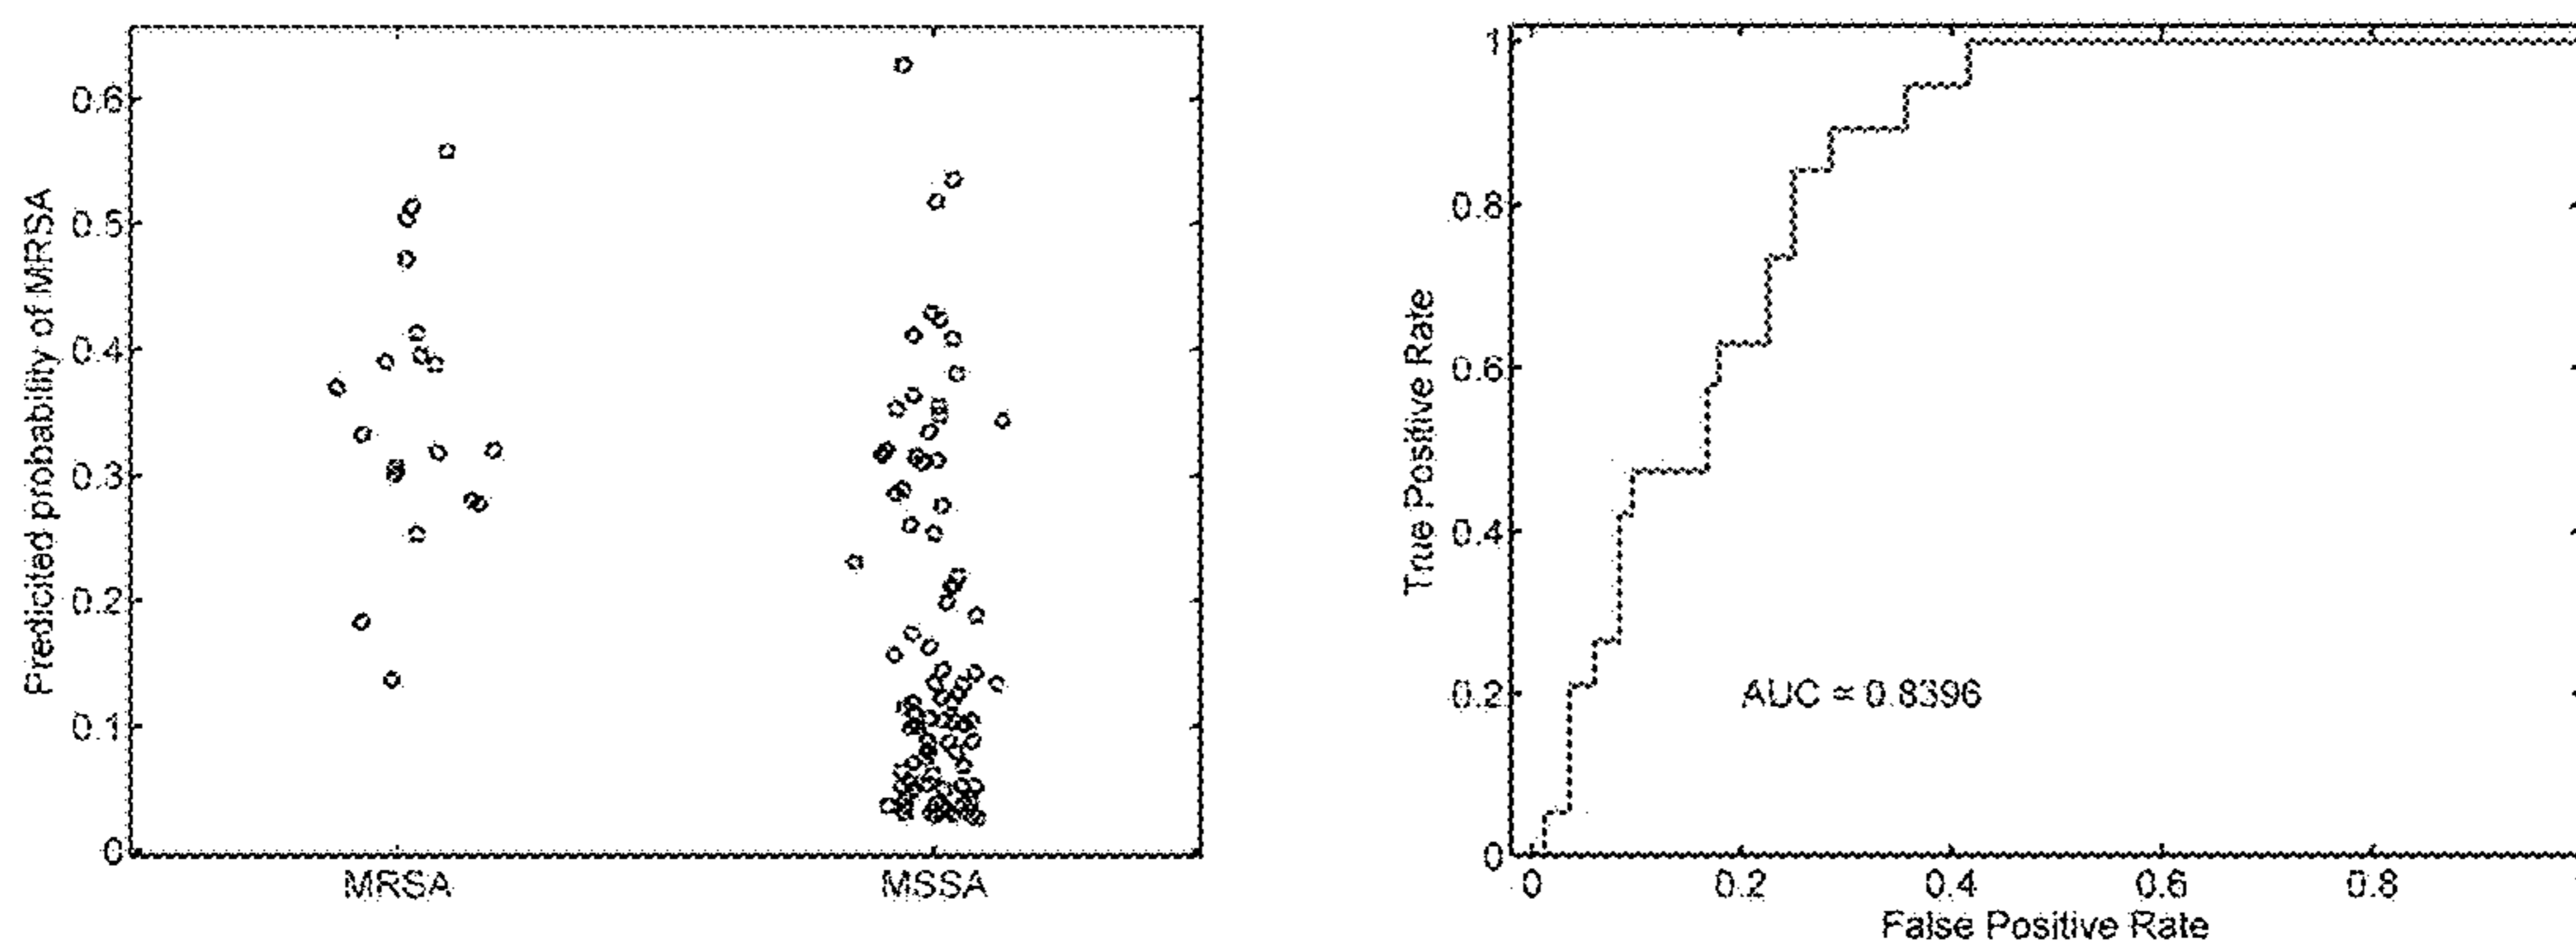 Predicited probability of MRSA
0.6
0.5
0.4
0.3
0.2
0.1
0
MRSA MSSA
True Positive Rate
1
0.8
0.6
0.4
0.2
0
AUC = 0.8396
0 0.2 0.4 0.6 0.8
False Positive Rate